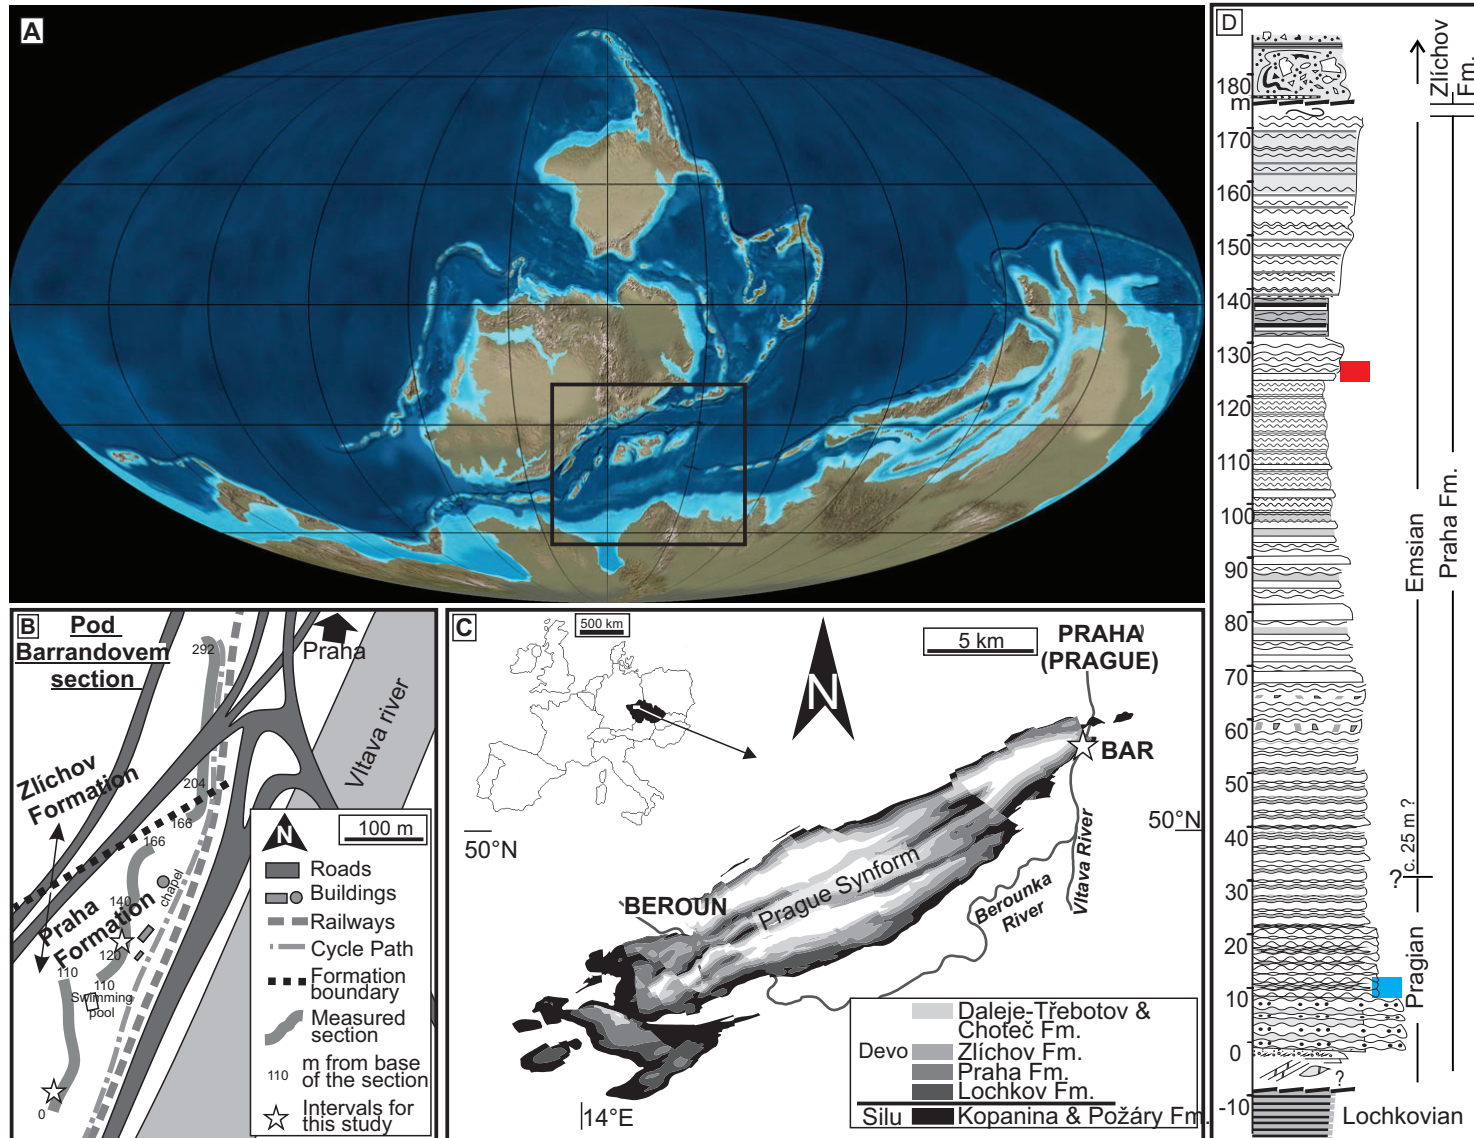 A
B
Pod
Barrandovem
section
292
Praha
Vltava river
Zlíchov
Formation
204
166
166
chapel
Praha
Formation
140
120
110
110
Swimming
pool
0
N
100 m
Roads
Buildings
Railways
Cycle Path
Formation
boundary
Measured
section
110
m from base
of the section
Intervals for
this study
C
500 km
N
5 km
PRAHA
(PRAGUE)
BAR
50°N
50°N
Vltava River
Berounka
River
Prague Synform
BEROUN
14°E
Devo
Daleje-Třebotov &
Choteč Fm.
Zlíchov Fm.
Praha Fm.
Lochkov Fm.
Silu
Kopanina & Požáry Fm.
D
180
m
170
160
150
140
130
120
110
100
90
80
70
60
50
40
30
20
10
0
-10
Zlíchov
Fm.
Emsian
Praha Fm.
c. 25 m ?
?
Pragian
?
Lochkovian